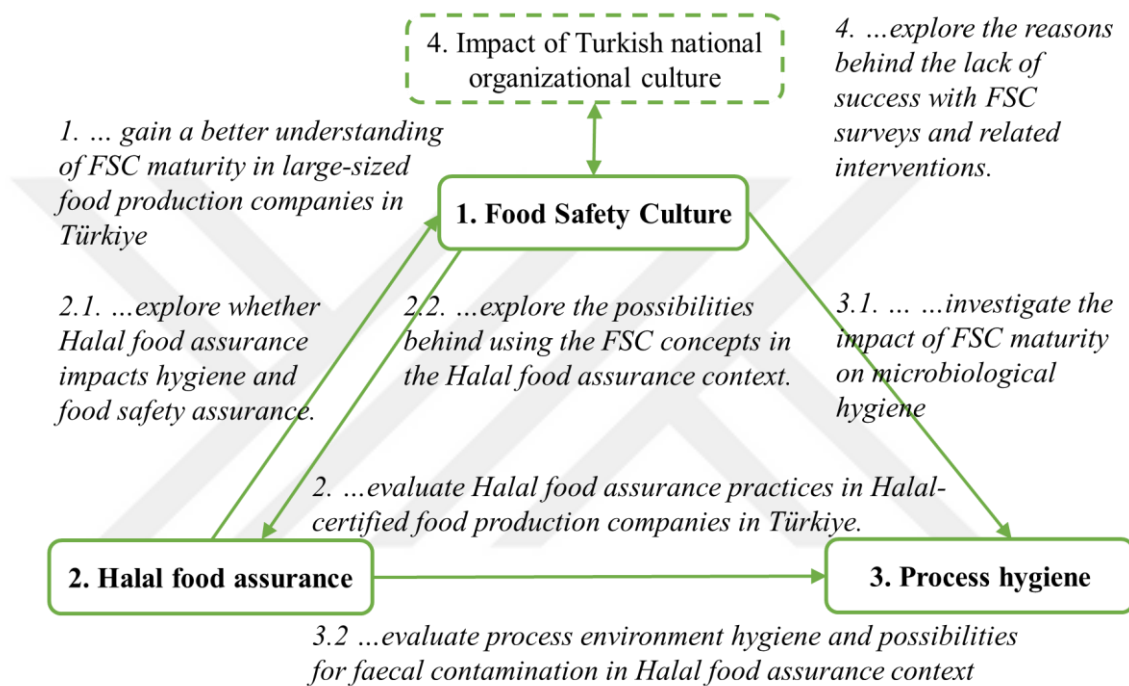 4. Impact of Turkish national
organizational culture
4. …explore the reasons
behind the lack of
success with FSC
surveys and related
interventions.
1. … gain a better understanding
of FSC maturity in large-sized
food production companies in
Türkiye
1. Food Safety Culture
2.1. …explore whether
Halal food assurance
impacts hygiene and
food safety assurance.
2.2. …explore the possibilities
behind using the FSC concepts in
the Halal food assurance context.
3.1. … …investigate the
impact of FSC maturity
on microbiological
hygiene
2. …evaluate Halal food assurance practices in Halal-
certified food production companies in Türkiye.
2. Halal food assurance
3. Process hygiene
3.2 …evaluate process environment hygiene and possibilities
for faecal contamination in Halal food assurance context